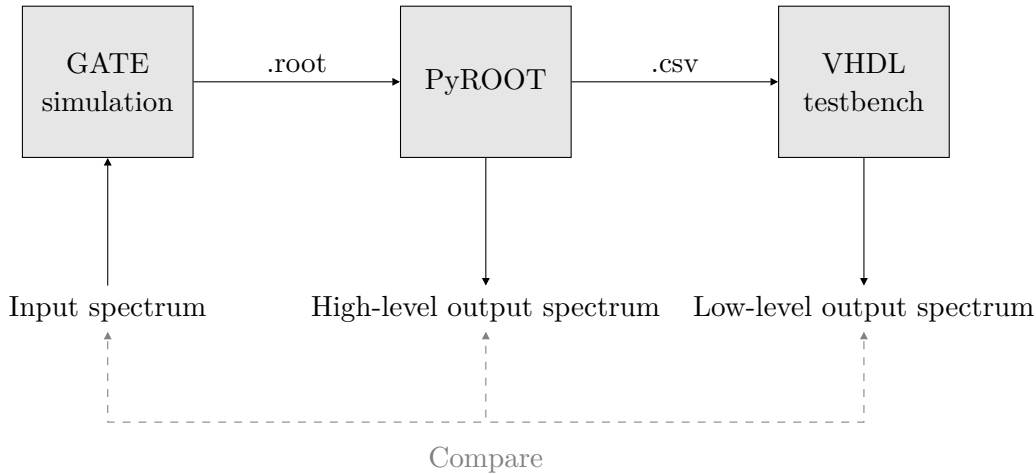 GATE
simulation
.root
PyROOT
.csv
VHDL
testbench
Input spectrum
High-level output spectrum
Low-level output spectrum
Compare